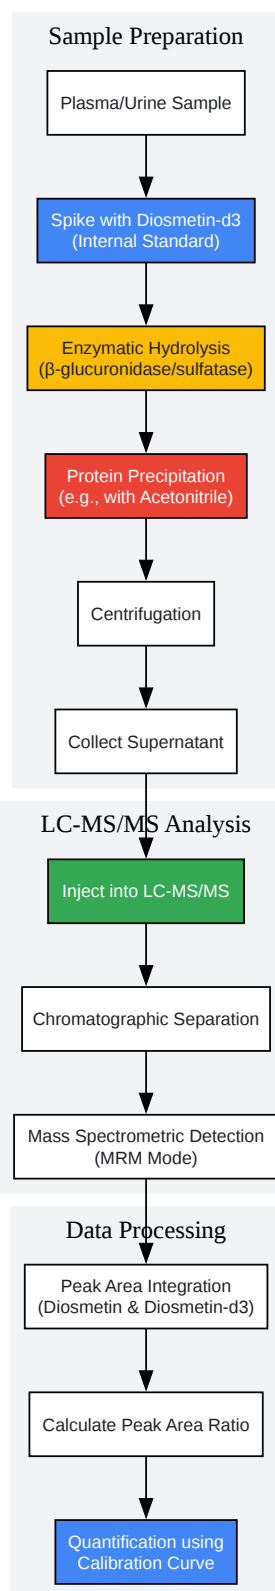 Sample Preparation
Plasma/Urine Sample
Spike with Diosmetin-d3
(Internal Standard)
Enzymatic Hydrolysis
(β-glucuronidase/sulfatase)
Protein Precipitation
(e.g., with Acetonitrile)
Centrifugation
Collect Supernatant
LC-MS/MS Analysis
Inject into LC-MS/MS
Chromatographic Separation
Mass Spectrometric Detection
(MRM Mode)
Data Processing
Peak Area Integration
(Diosmetin & Diosmetin-d3)
Calculate Peak Area Ratio
Quantification using
Calibration Curve